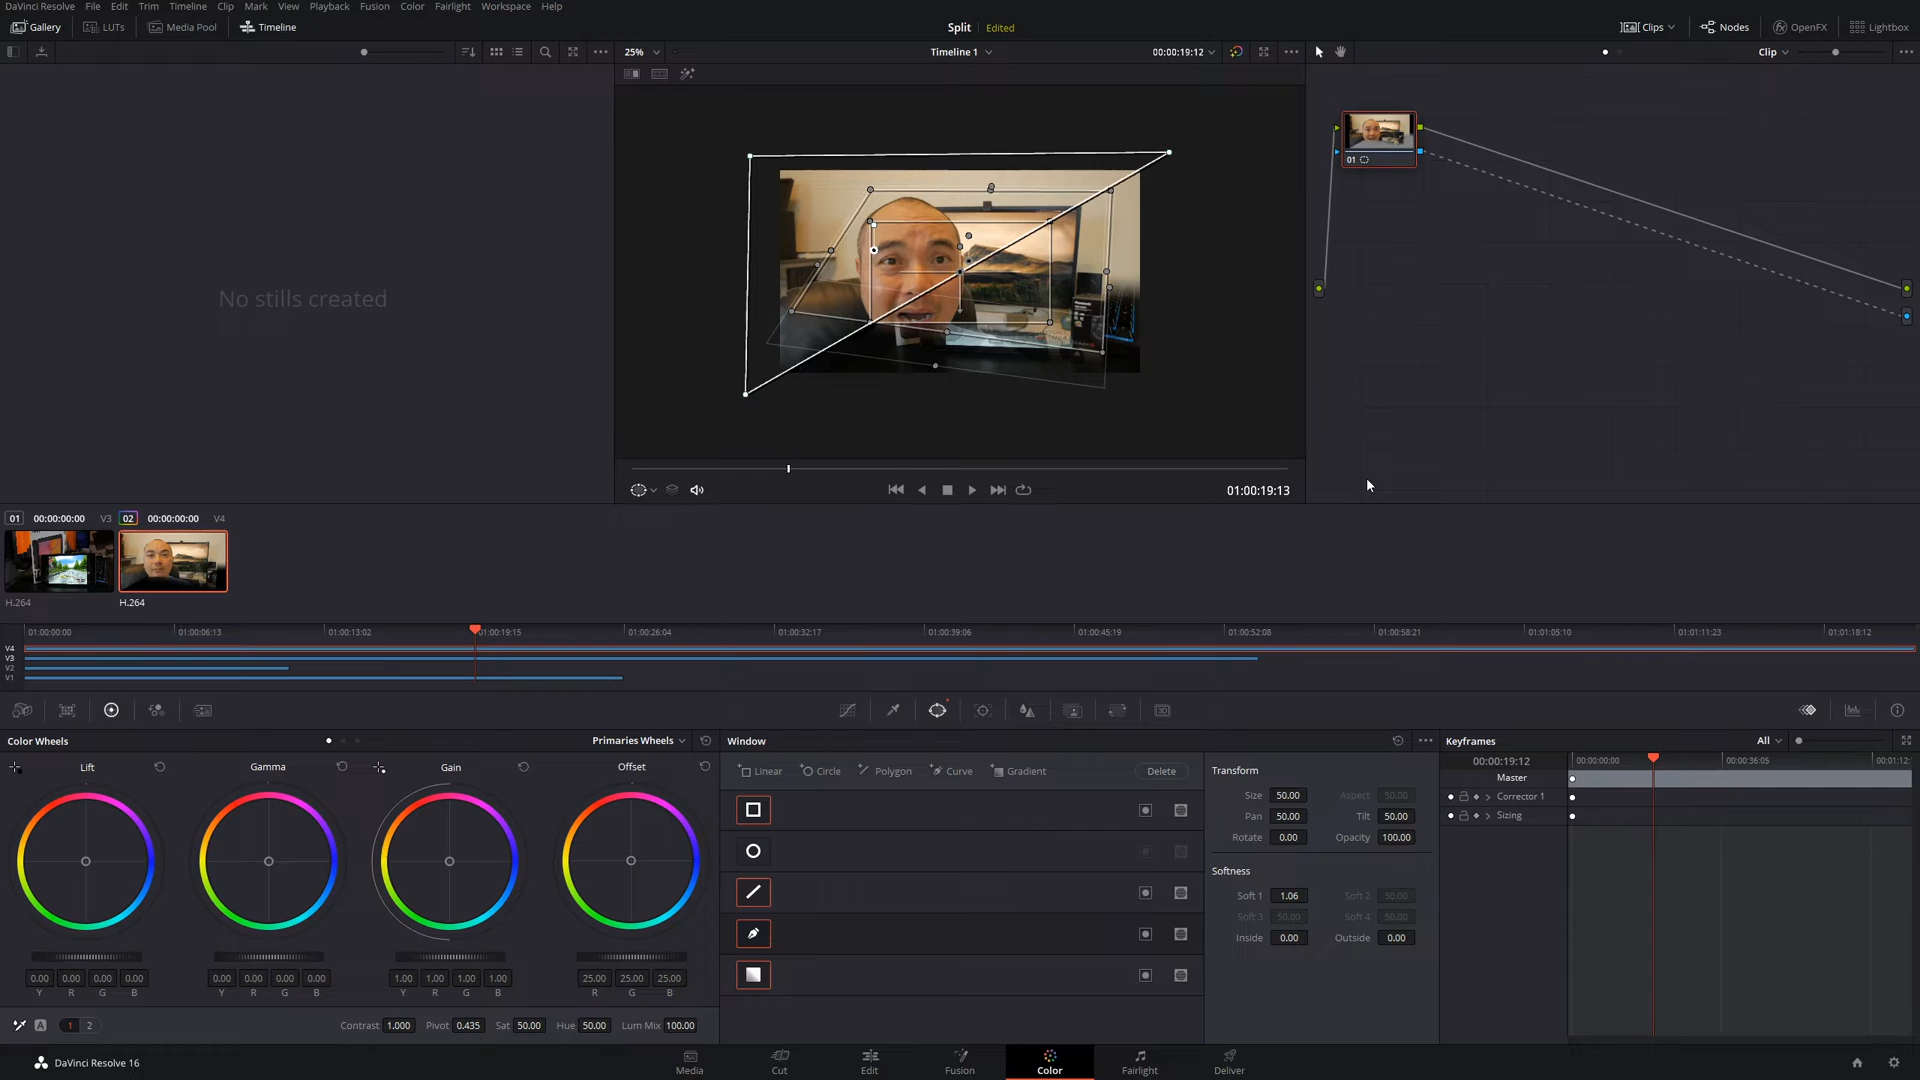 DaVinci Resolve File Edit Trim Timeline Clip Mark View Playback Fusion Color Fairlight Workspace Help
Gallery LUTs Media Pool Timeline Split Edited Clips Nodes OpenFX Lightbox
25% Timeline 1 00:00:19:12 Clip
No stills created
01
01:00:19:13
01 00:00:00:00 V3 02 00:00:00:00 V4
H.264 H.264
01:00:00:00 01:00:06:13 01:00:13:02 01:00:19:15 01:00:26:04 01:00:32:17 01:00:39:06 01:00:45:19 01:00:52:08 01:00:58:21 01:01:05:10 01:01:11:23 01:01:18:12
V4
V3
V2
V1
Color Wheels Primaries Wheels Window Keyframes All
Lift Gamma Gain Offset
Linear Circle Polygon Curve Gradient Delete
Transform
Size 50.00 Aspect 50.00
Pan 50.00 Tilt 50.00
Rotate 0.00 Opacity 100.00
Softness
Soft 1 1.06 Soft 2 50.00
Soft 3 50.00 Soft 4 50.00
Inside 0.00 Outside 0.00
00:00:19:12 00:00:00:00 00:00:36:05 00:01:12:
Master
Corrector 1
Sizing
0.00 0.00 0.00 0.00 0.00 0.00 0.00 0.00 1.00 1.00 1.00 1.00 25.00 25.00 25.00
Y R G B Y R G B Y R G B R G B
A 1 2 Contrast 1.000 Pivot 0.435 Sat 50.00 Hue 50.00 Lum Mix 100.00
DaVinci Resolve 16 Media Cut Edit Fusion Color Fairlight Deliver